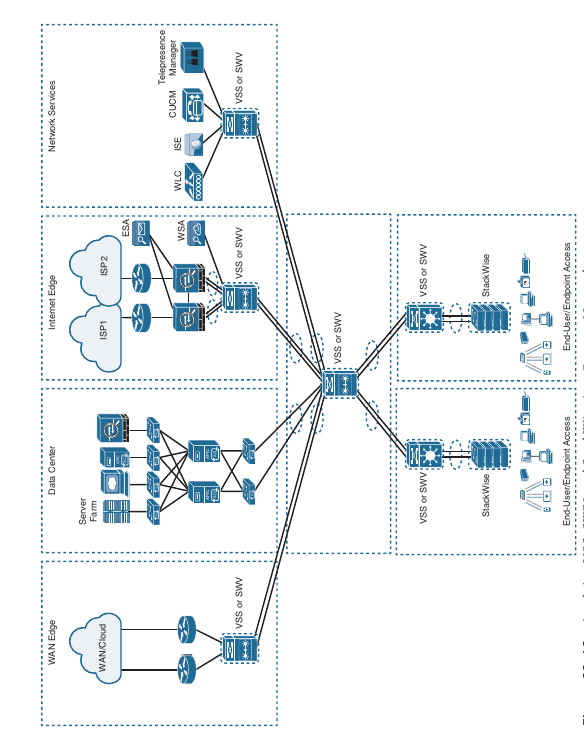 WAN Edge
WAN/Cloud
VSS or SWV
Data Center
Server
Farm
Internet Edge
ISP1
ISP2
ESA
WSA
VSS or SWV
Network Services
WLC
ISE
CUCM
Telepresence
Manager
VSS or SWV
VSS or SWV
VSS or SWV
StackWise
End-User/Endpoint Access
VSS or SWV
StackWise
End-User/Endpoint Access